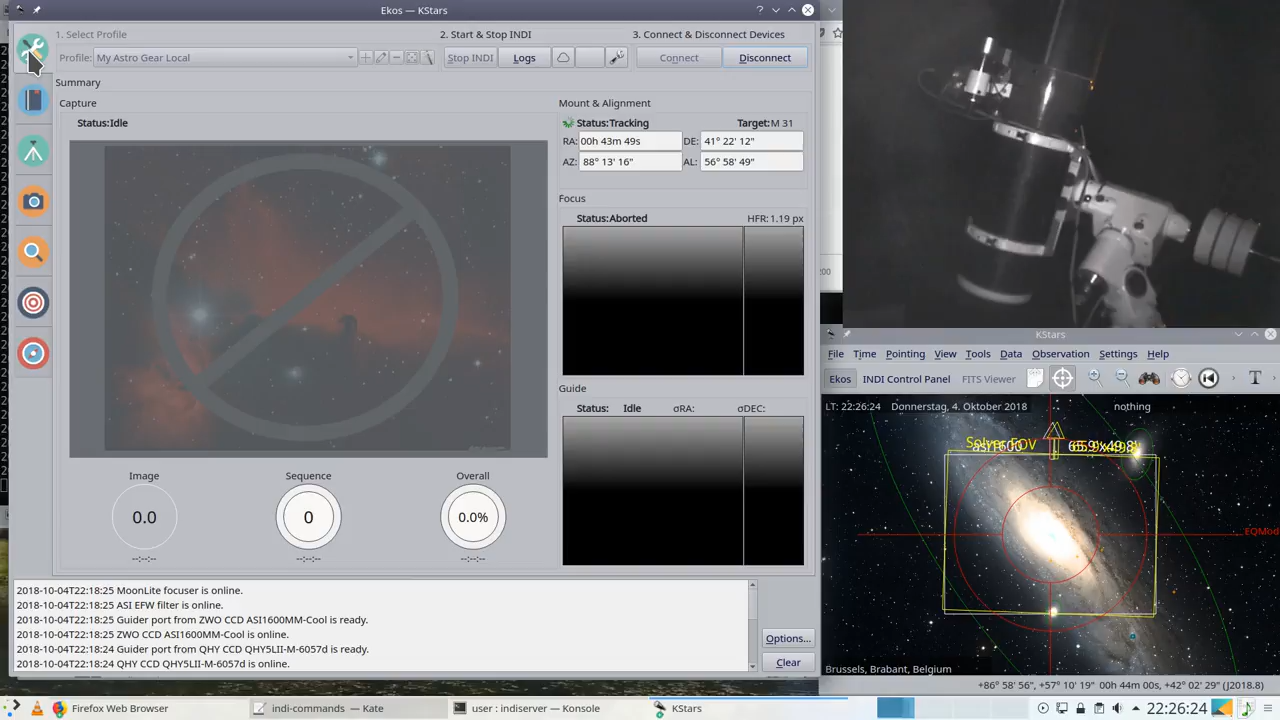 Ekos — KStars
1. Select Profile
2. Start & Stop INDI
3. Connect & Disconnect Devices
Profile: My Astro Gear Local
Stop INDI
Logs
Connect
Disconnect
Summary
Capture
Status:Idle
Mount & Alignment
Status:Tracking
Target:M 31
RA: 00h 43m 49s
DE: 41° 22' 12"
AZ: 88° 13' 16"
AL: 56° 58' 49"
Focus
Status:Aborted
HFR: 1.19 px
Guide
Status: Idle σRA: σDEC:
Image
Sequence
Overall
0.0
0
0.0%
--:--:--
--:--:--
2018-10-04T22:18:25 MoonLite focuser is online.
2018-10-04T22:18:25 ASI EFW filter is online.
2018-10-04T22:18:25 Guider port from ZWO CCD ASI1600MM-Cool is ready.
2018-10-04T22:18:25 ZWO CCD ASI1600MM-Cool is online.
2018-10-04T22:18:24 Guider port from QHY CCD QHY5LII-M-6057d is ready.
2018-10-04T22:18:24 QHY CCD QHY5LII-M-6057d is online.
Options...
Clear
200
KStars
File Time Pointing View Tools Data Observation Settings Help
Ekos INDI Control Panel FITS Viewer
LT: 22:26:24 Donnerstag, 4. Oktober 2018
nothing
Solver FOV
asi1600
EQMod
Brussels, Brabant, Belgium
+86° 58' 56", +57° 10' 19" 00h 44m 00s, +42° 02' 29" (J2018.8)
Firefox Web Browser
indi-commands — Kate
user : indiserver — Konsole
KStars
22:26:24